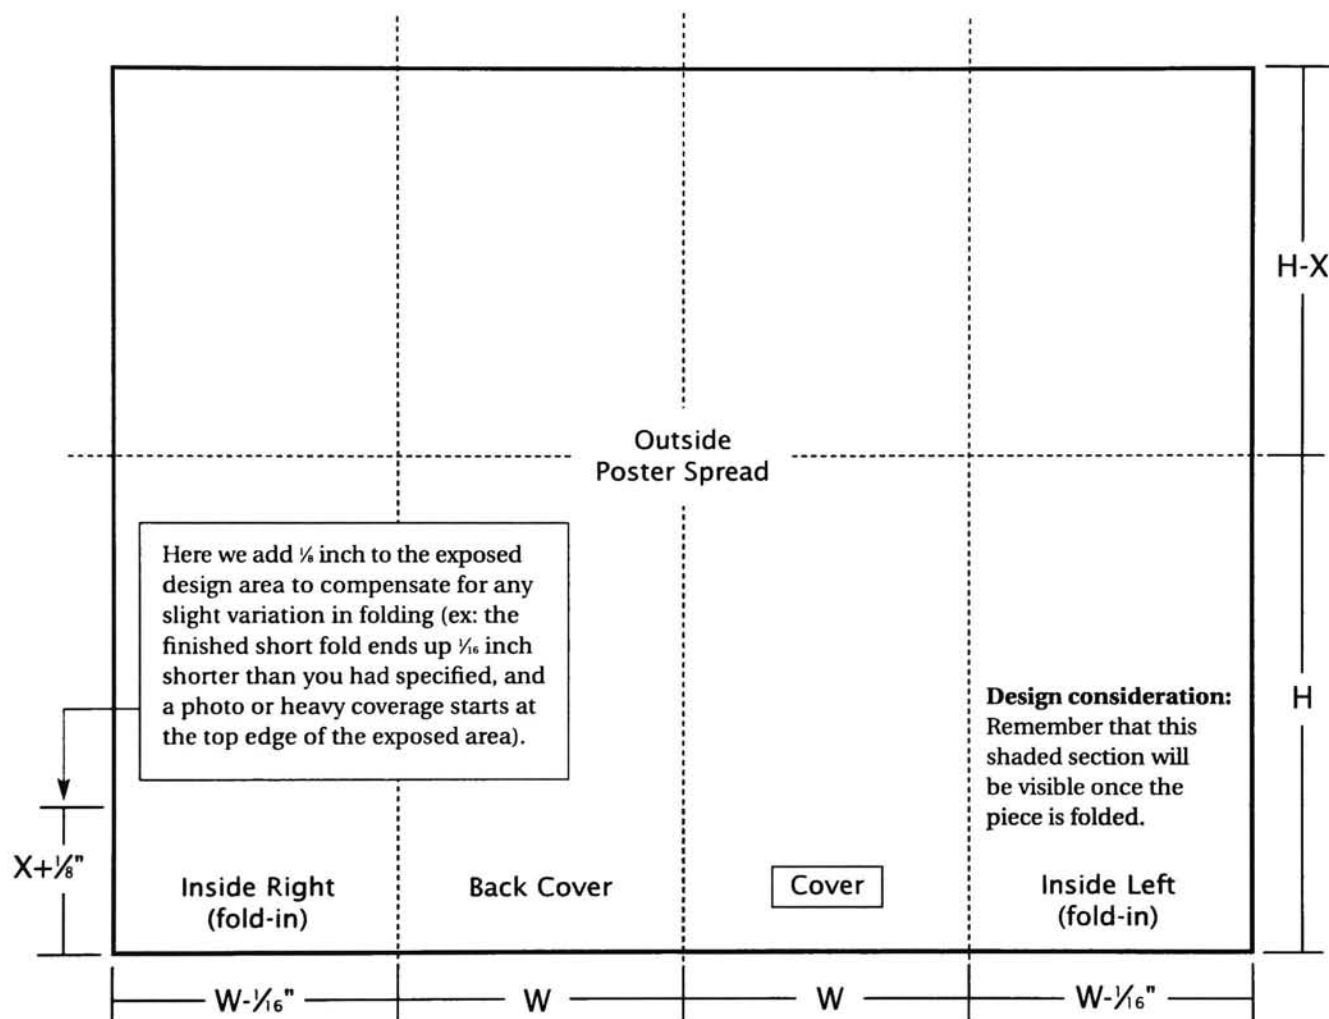 H-X
Outside
Poster Spread
Here we add ⅛ inch to the exposed
design area to compensate for any
slight variation in folding (ex: the
finished short fold ends up 1⁄16 inch
shorter than you had specified, and
a photo or heavy coverage starts at
the top edge of the exposed area).
Design consideration:
Remember that this
shaded section will
be visible once the
piece is folded.
H
X+⅛"
Inside Right
(fold-in)
Back Cover
Cover
Inside Left
(fold-in)
W-1⁄16"
W
W
W-1⁄16"